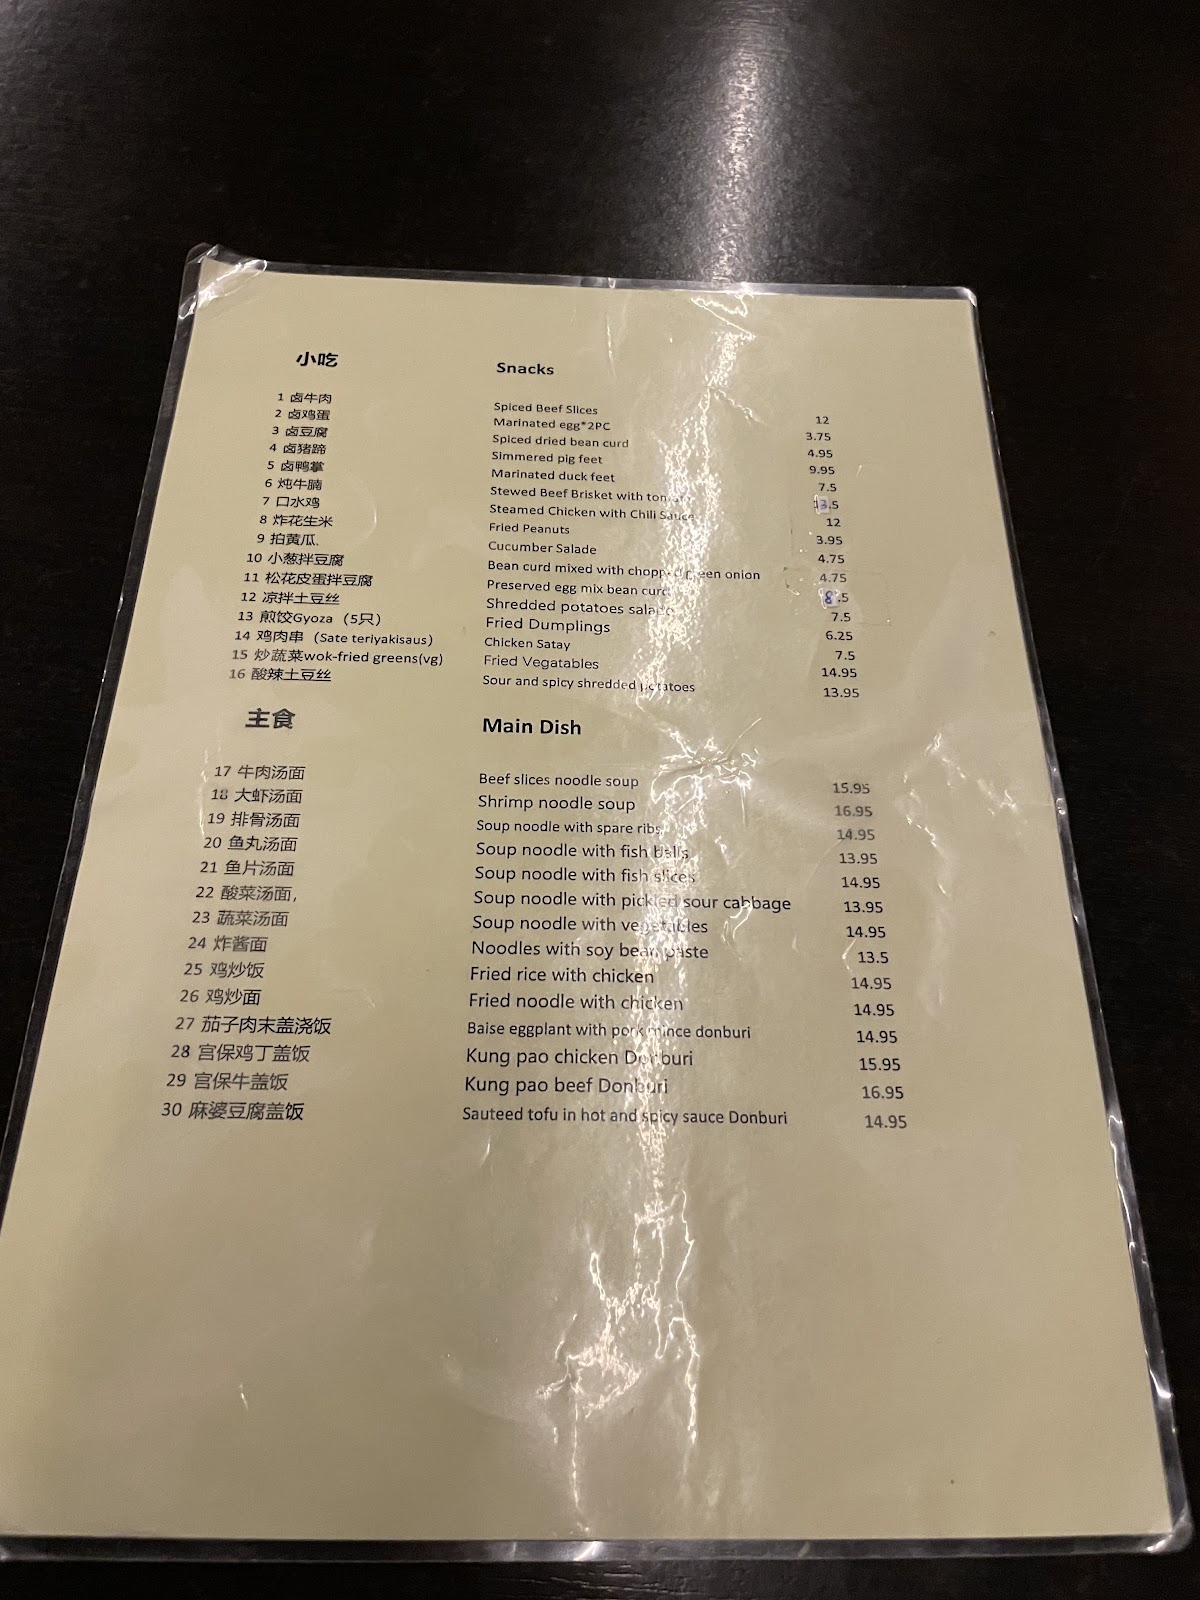 小吃 Snacks
1 卤牛肉 Spiced Beef Slices 12
2 卤鸡蛋 Marinated egg*2PC 3.75
3 卤豆腐 Spiced dried bean curd 4.95
4 卤猪蹄 Simmered pig feet 9.95
5 卤鸭掌 Marinated duck feet 7.5
6 炖牛腩 Stewed Beef Brisket with tomato 13.5
7 口水鸡 Steamed Chicken with Chili Sauce 12
8 炸花生米 Fried Peanuts 3.95
9 拍黄瓜. Cucumber Salade 4.75
10 小葱拌豆腐 Bean curd mixed with chopped green onion 4.75
11 松花皮蛋拌豆腐 Preserved egg mix bean curd 8.5
12 凉拌土豆丝 Shredded potatoes salade 7.5
13 煎饺Gyoza（5只） Fried Dumplings 6.25
14 鸡肉串（Sate teriyakisaus） Chicken Satay 7.5
15 炒蔬菜wok-fried greens(vg) Fried Vegatables 14.95
16 酸辣土豆丝 Sour and spicy shredded potatoes 13.95
主食 Main Dish
17 牛肉汤面 Beef slices noodle soup 15.95
18 大虾汤面 Shrimp noodle soup 16.95
19 排骨汤面 Soup noodle with spare ribs 14.95
20 鱼丸汤面 Soup noodle with fish balls 13.95
21 鱼片汤面 Soup noodle with fish slices 14.95
22 酸菜汤面, Soup noodle with pickled sour cabbage 13.95
23 蔬菜汤面 Soup noodle with vegetables 14.95
24 炸酱面 Noodles with soy bean paste 13.5
25 鸡炒饭 Fried rice with chicken 14.95
26 鸡炒面 Fried noodle with chicken 14.95
27 茄子肉末盖浇饭 Baise eggplant with pork mince donburi 14.95
28 宫保鸡丁盖饭 Kung pao chicken Donburi 15.95
29 宫保牛盖饭 Kung pao beef Donburi 16.95
30 麻婆豆腐盖饭 Sauteed tofu in hot and spicy sauce Donburi 14.95